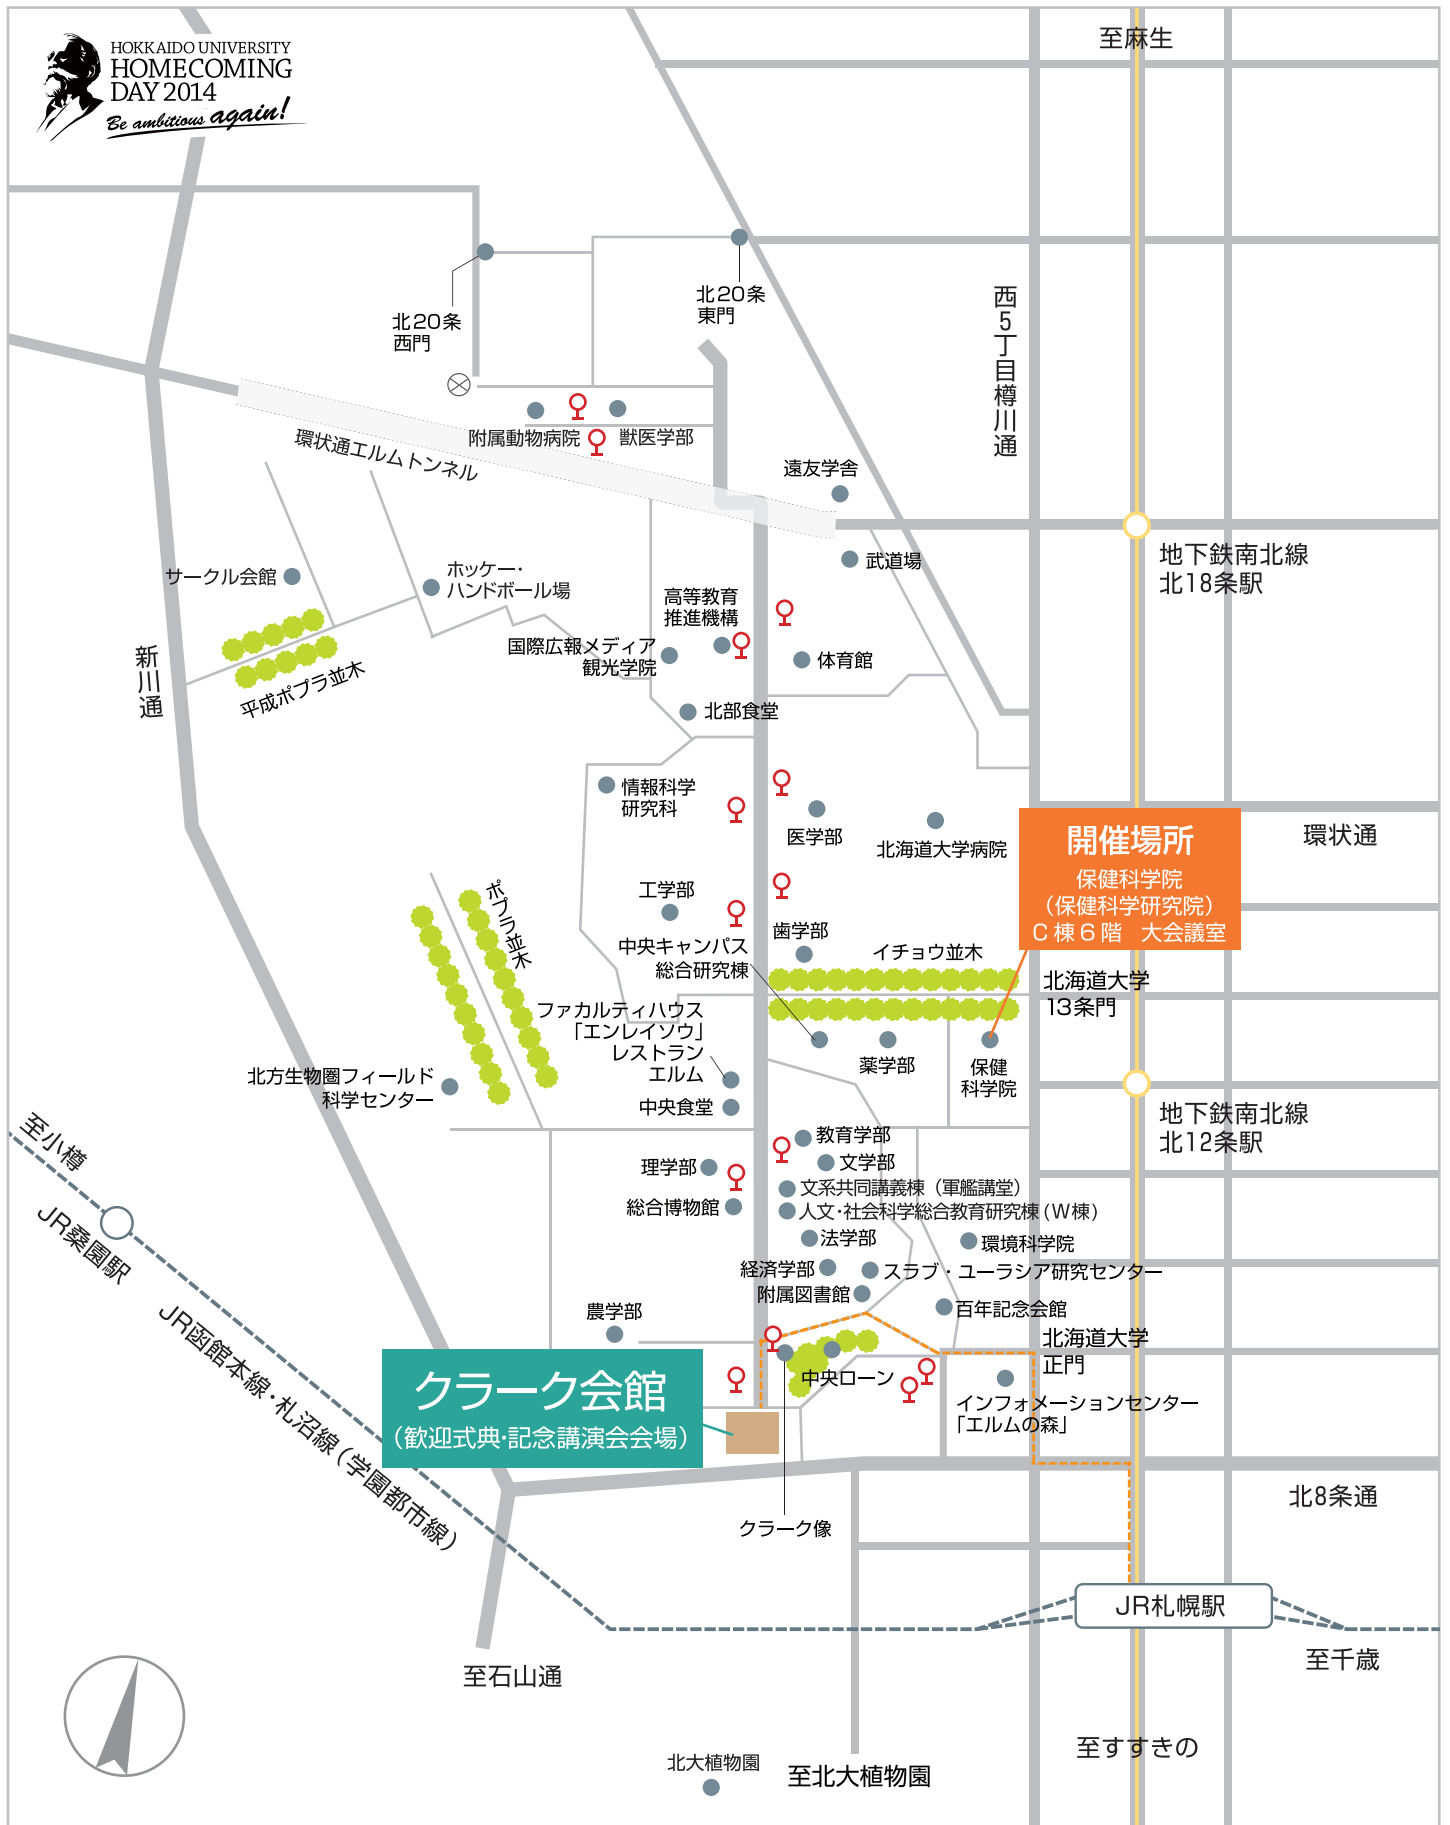 HOKKAIDO UNIVERSITY
HOMECOMING
DAY 2014
Be ambitious again!
至麻生
北20条
西門
北20条
東門
西5丁目樽川通
附属動物病院
獣医学部
環状通エルムトンネル
遠友学舎
武道場
地下鉄南北線
北18条駅
サークル会館
ホッケー・
ハンドボール場
高等教育
推進機構
国際広報メディア
観光学院
体育館
新川通
平成ポプラ並木
北部食堂
情報科学
研究科
医学部
北海道大学病院
開催場所
保健科学院
（保健科学研究院）
C棟6階　大会議室
環状通
工学部
ポプラ並木
歯学部
中央キャンパス
総合研究棟
イチョウ並木
北海道大学
13条門
ファカルティハウス
「エンレイソウ」
レストラン
エルム
薬学部
保健
科学院
北方生物圏フィールド
科学センター
中央食堂
地下鉄南北線
北12条駅
至小樽
教育学部
文学部
理学部
文系共同講義棟（軍艦講堂）
総合博物館
人文・社会科学総合教育研究棟（W棟）
JR桑園駅
法学部
環境科学院
経済学部
スラブ・ユーラシア研究センター
附属図書館
百年記念会館
農学部
北海道大学
正門
JR函館本線・札沼線（学園都市線）
クラーク会館
（歓迎式典・記念講演会会場）
中央ローン
インフォメーションセンター
「エルムの森」
北8条通
クラーク像
JR札幌駅
至石山通
至千歳
至すすきの
北大植物園
至北大植物園